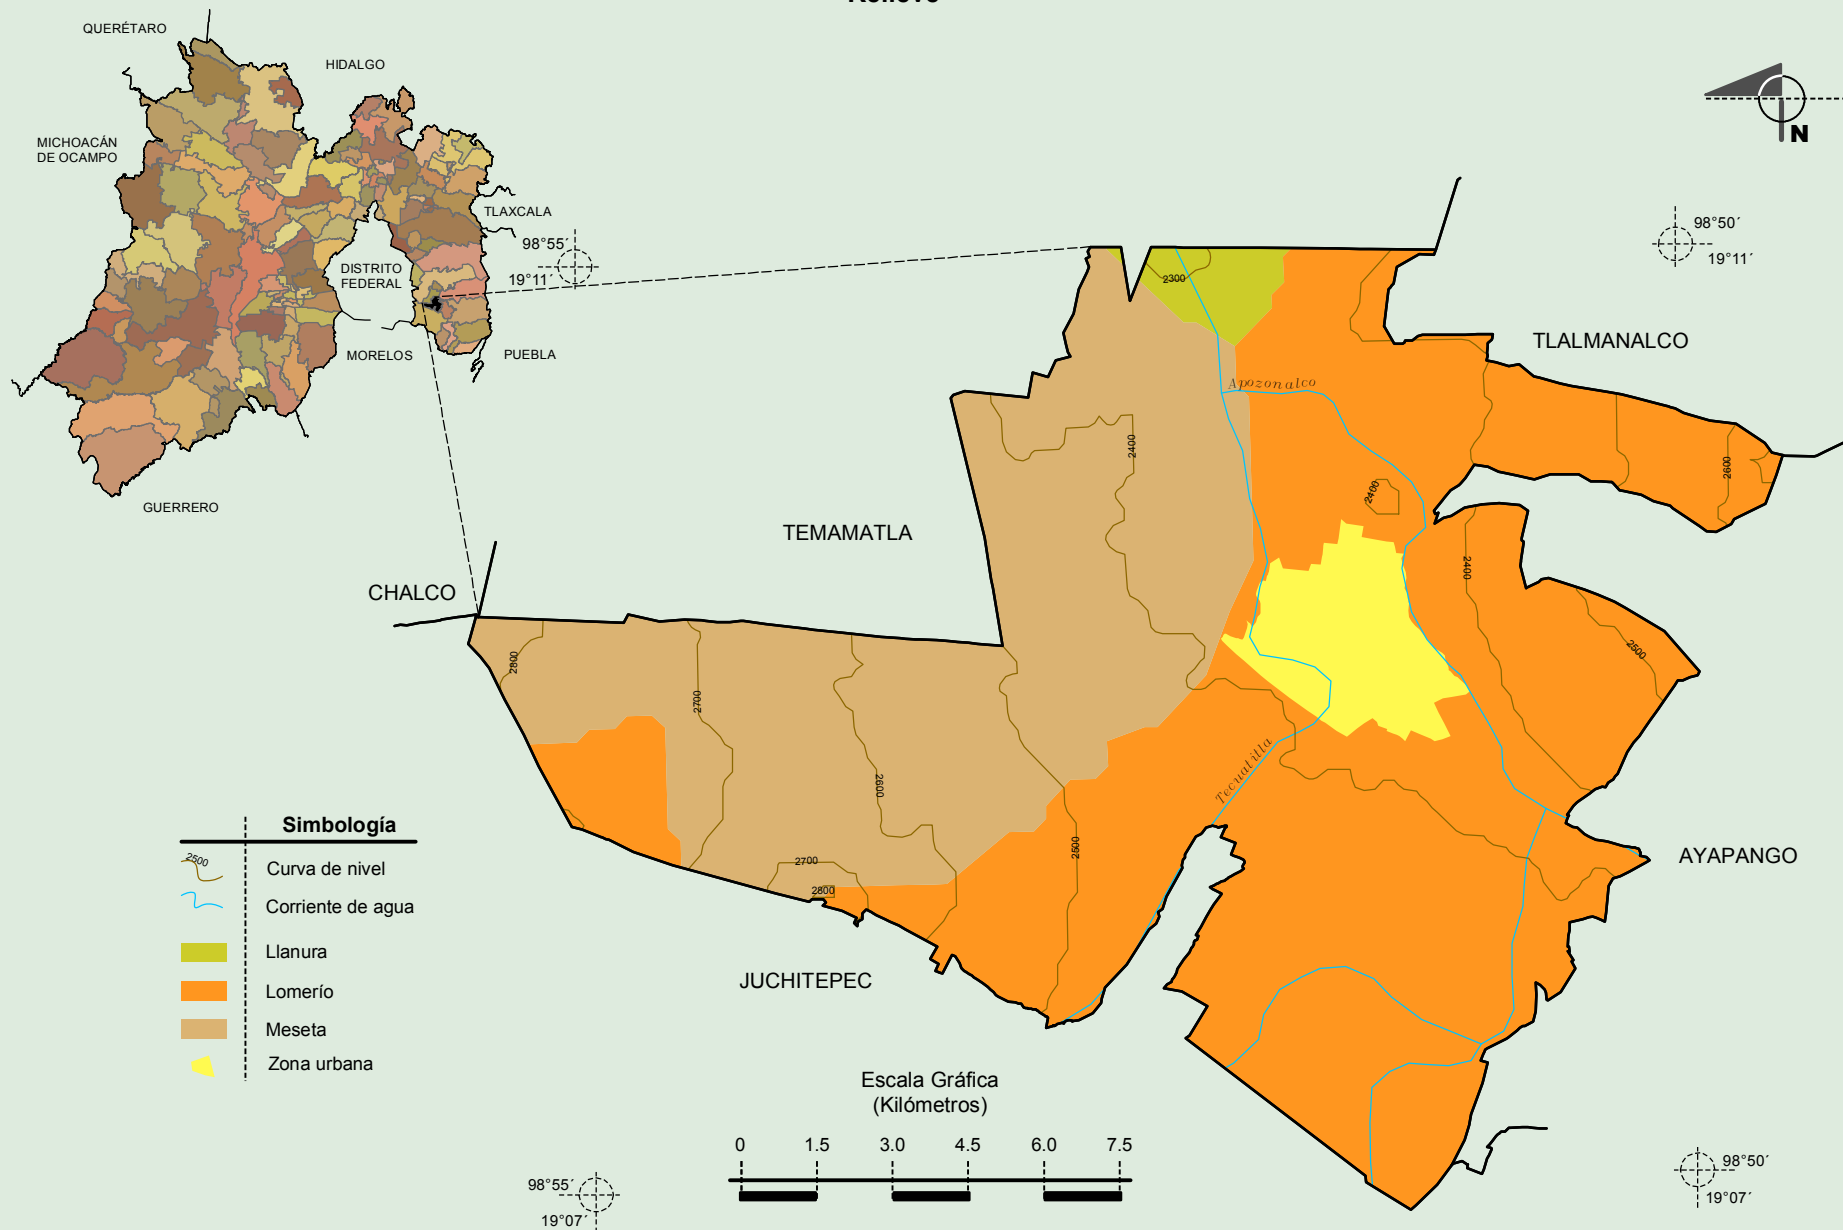 Relieve
QUERÉTARO
HIDALGO
MICHOACÁN
DE OCAMPO
TLAXCALA
DISTRITO
FEDERAL
MORELOS
PUEBLA
GUERRERO
N
98°55´
19°11´
98°50´
19°11´
2300
TLALMANALCO
Apozonalco
2400
2600
2400
TEMAMATLA
2400
CHALCO
2500
2800
2700
2600
Tecuatitla
2500
2700
2800
AYAPANGO
JUCHITEPEC
Simbología
2500
Curva de nivel
Corriente de agua
Llanura
Lomerío
Meseta
Zona urbana
Escala Gráfica
(Kilómetros)
0 1.5 3.0 4.5 6.0 7.5
98°55´
19°07´
98°50´
19°07´